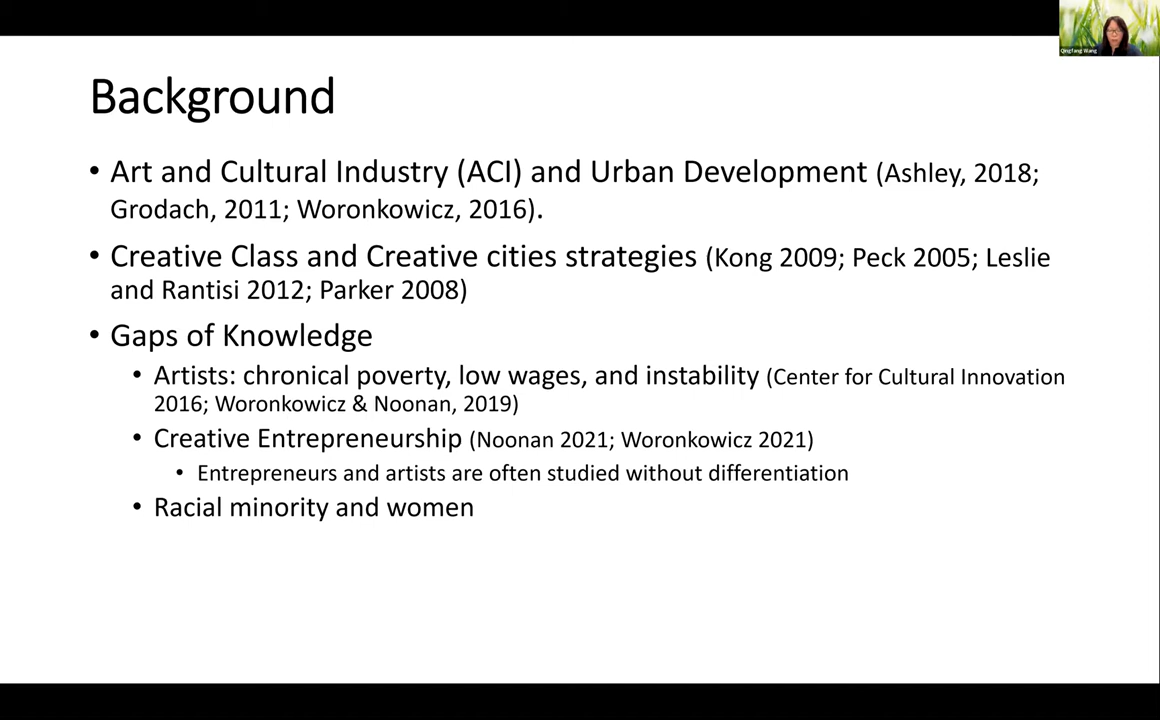 Qingfang Wang
Background
• Art and Cultural Industry (ACI) and Urban Development (Ashley, 2018;
Grodach, 2011; Woronkowicz, 2016).
• Creative Class and Creative cities strategies (Kong 2009; Peck 2005; Leslie
and Rantisi 2012; Parker 2008)
• Gaps of Knowledge
• Artists: chronical poverty, low wages, and instability (Center for Cultural Innovation
2016; Woronkowicz & Noonan, 2019)
• Creative Entrepreneurship (Noonan 2021; Woronkowicz 2021)
• Entrepreneurs and artists are often studied without differentiation
• Racial minority and women